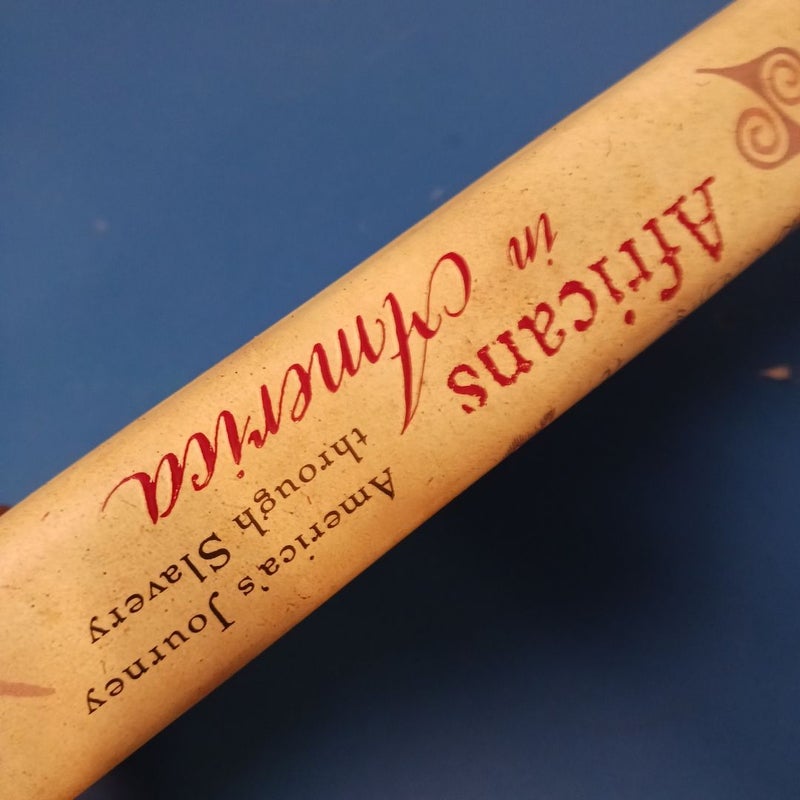 Africans
in America
America's Journey
through Slavery